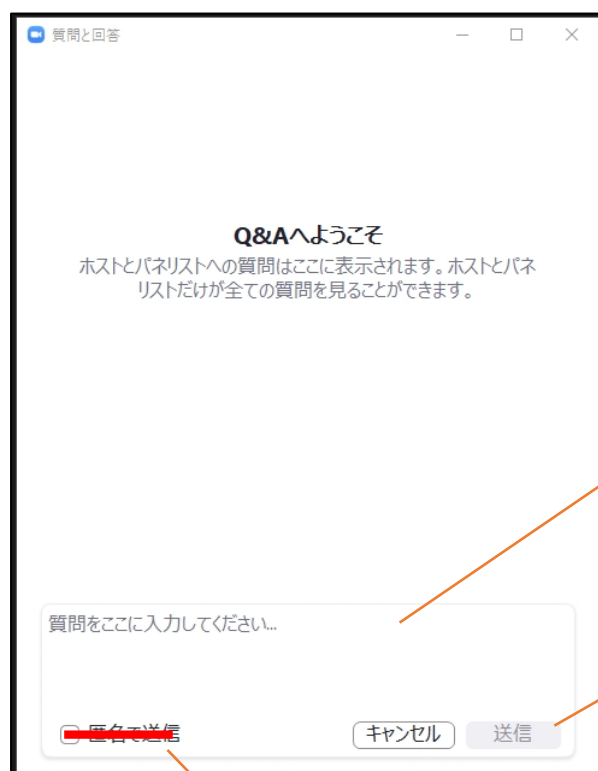 質問と回答
Q&Aへようこそ
ホストとパネリストへの質問はここに表示されます。ホストとパネ
リストだけが全ての質問を見ることができます。
質問をここに入力してください...
匿名で送信
キャンセル
送信